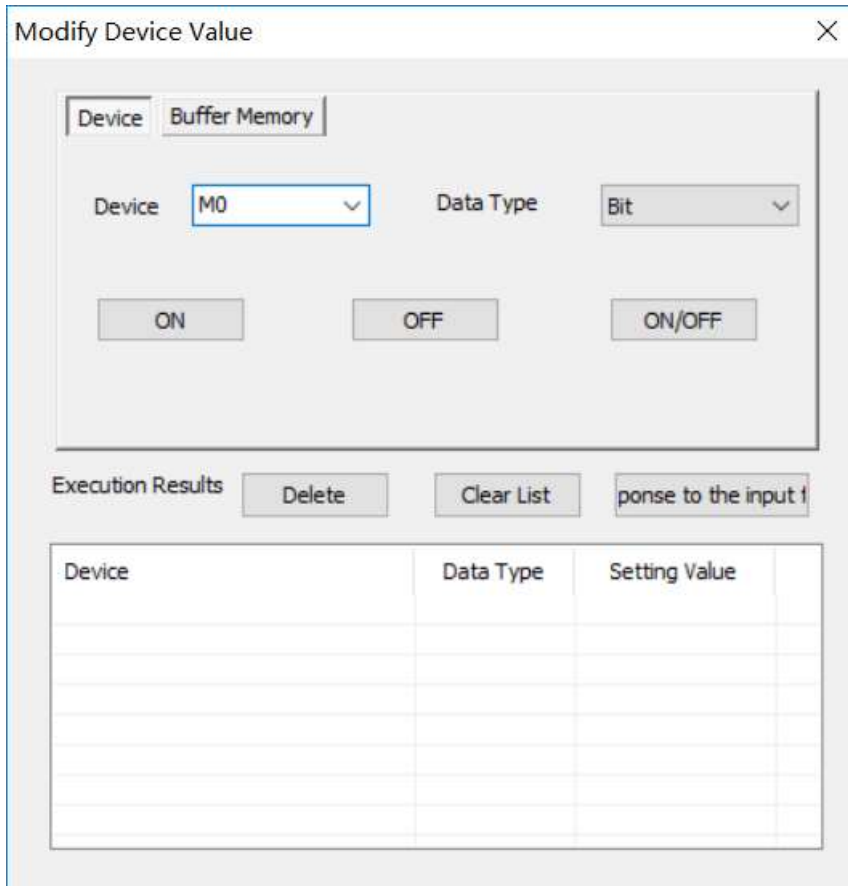 Modify Device Value
Device Buffer Memory
Device M0 Data Type Bit
ON OFF ON/OFF
Execution Results Delete Clear List ponse to the input
Device Data Type Setting Value